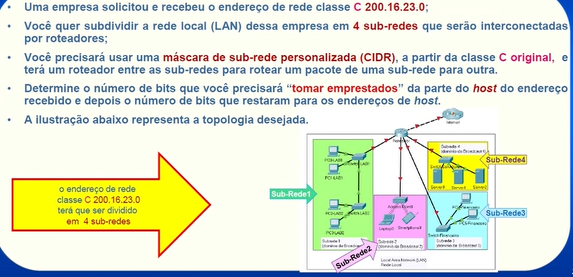 • Uma empresa solicitou e recebeu o endereço de rede classe C 200.16.23.0;
• Você quer subdividir a rede local (LAN) dessa empresa em 4 sub-redes que serão interconectadas
por roteadores;
• Você precisará usar uma máscara de sub-rede personalizada (CIDR), a partir da classe C original, e
terá um roteador entre as sub-redes para rotear um pacote de uma sub-rede para outra.
• Determine o número de bits que você precisará “tomar emprestados” da parte do host do endereço
recebido e depois o número de bits que restaram para os endereços de host.
• A ilustração abaixo representa a topologia desejada.
o endereço de rede
classe C 200.16.23.0
terá que ser dividido
em 4 sub-redes
Sub-Rede1
Sub-Rede4
Sub-Rede3
Sub-Rede2
Local Area Network (LAN)
Rede Local